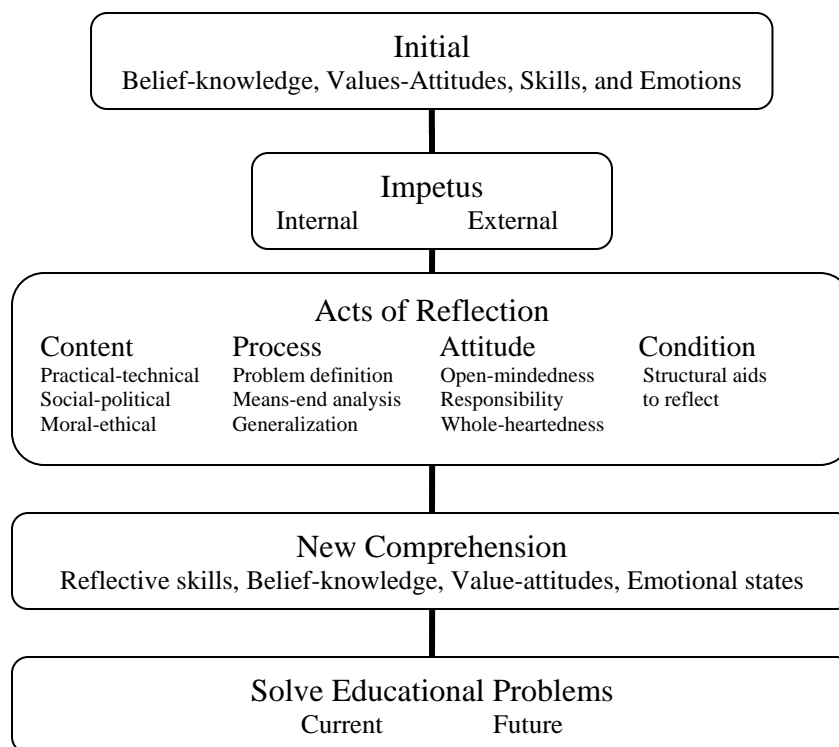 Initial
Belief-knowledge, Values-Attitudes, Skills, and Emotions
Impetus
Internal External
Acts of Reflection
Content Process Attitude Condition
Practical-technical Problem definition Open-mindedness Structural aids
Social-political Means-end analysis Responsibility to reflect
Moral-ethical Generalization Whole-heartedness
New Comprehension
Reflective skills, Belief-knowledge, Value-attitudes, Emotional states
Solve Educational Problems
Current Future